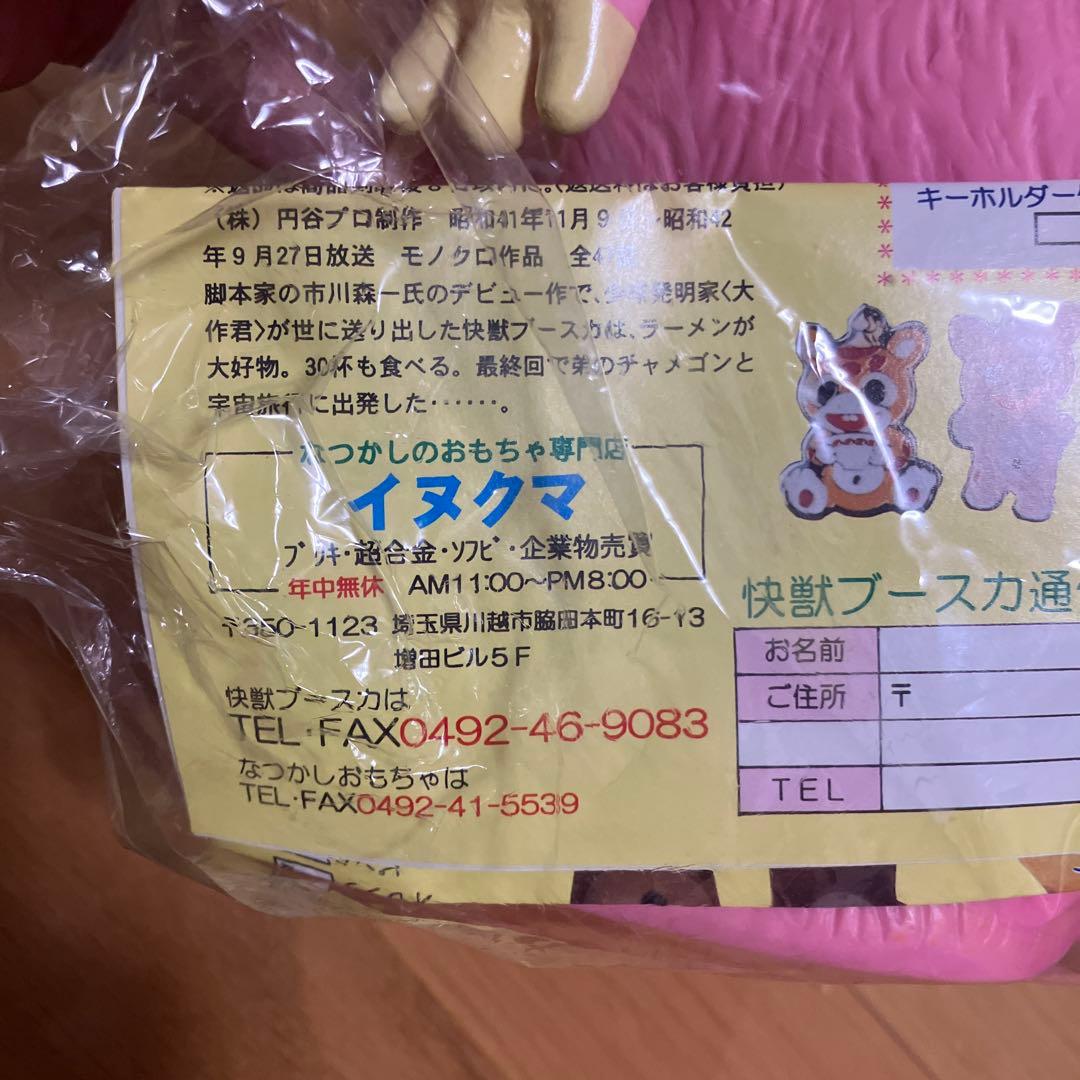 (株)円谷プロ制作 昭和41年11月9 昭和42
年9月27日放送 モノクロ作品 全4
脚本家の市川森一氏のデビュー作で、 発明家〈大
作君〉が世に送り出した快獣ブースカは、ラーメンが
大好物。30杯も食べる。最終回で弟のチャメゴンと
宇宙旅行に出発した‥‥‥。
なつかしのおもちゃ専門店
イヌクマ
ブリキ・超合金・ソフビ・企業物売買
年中無休 AM11:00〜PM8:00
〒350-1123 埼玉県川越市脇田本町16-13
増田ビル5F
快獣ブースカは
TEL・FAX0492-46-9083
なつかしおもちゃは
TEL・FAX0492-41-5539
キーホルダー
快獣ブースカ通
お名前
ご住所 〒
TEL